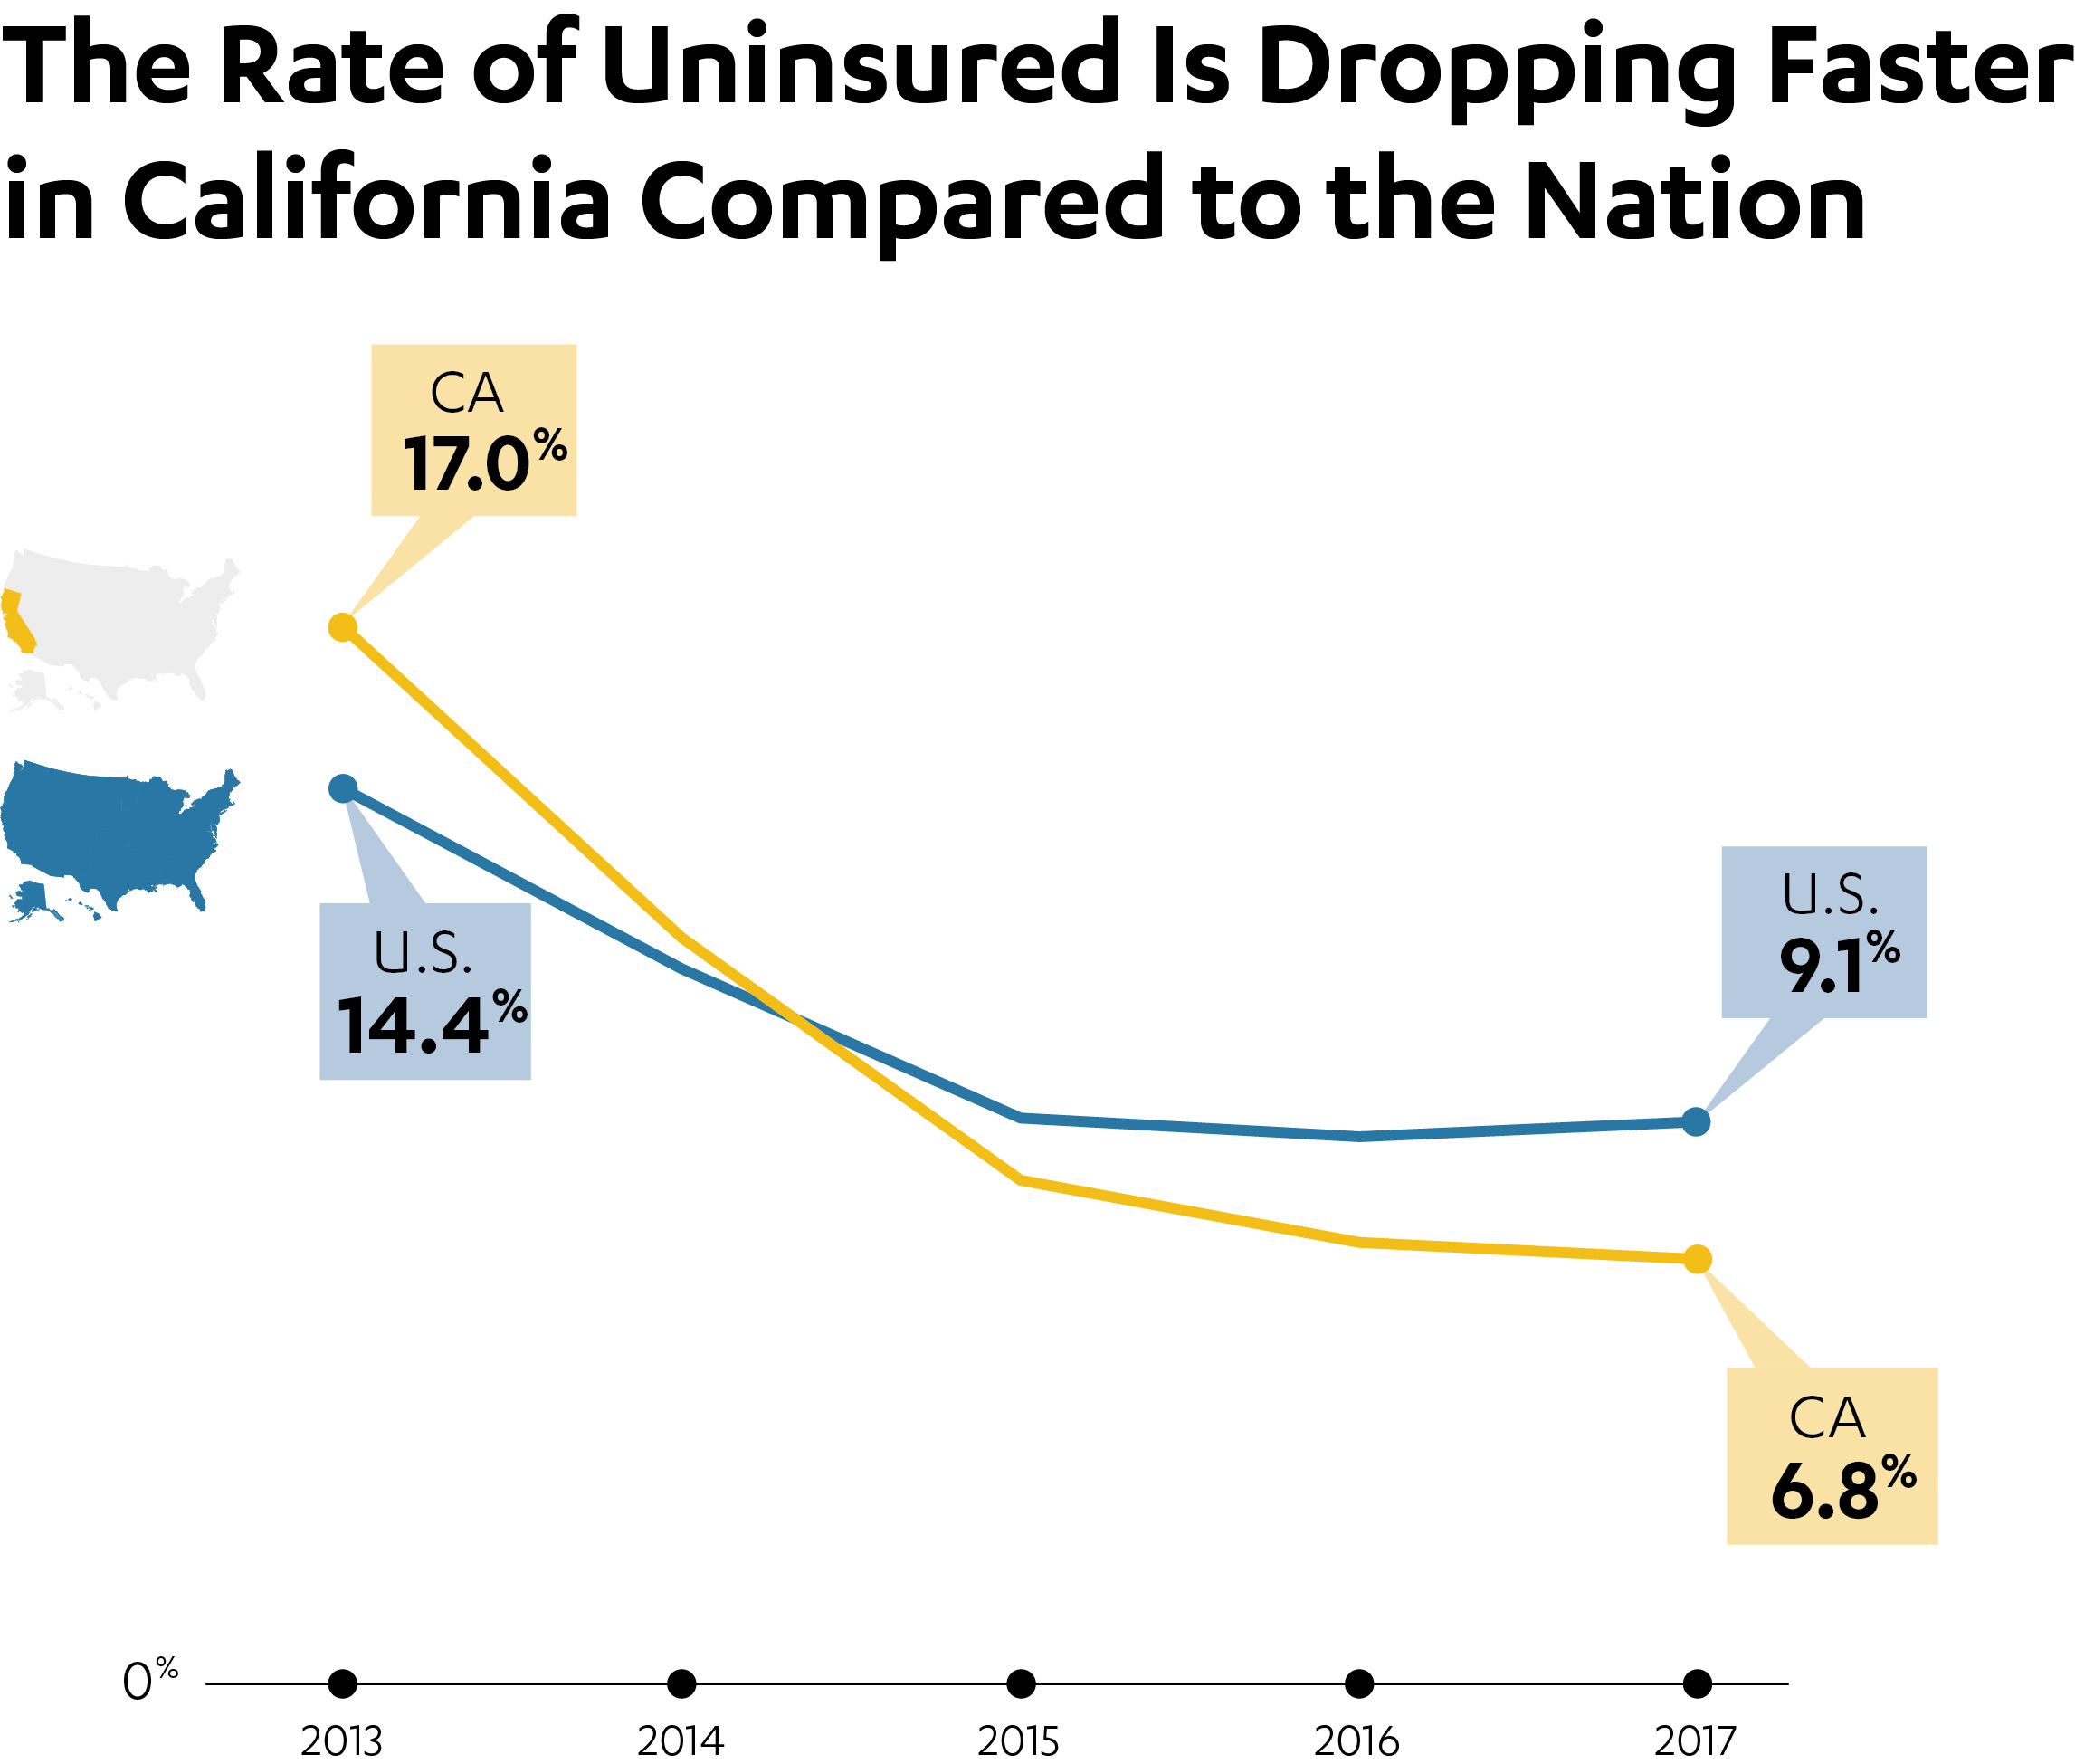 The Rate of Uninsured Is Dropping Faster
in California Compared to the Nation
CA
17.0%
U.S.
14.4%
U.S.
9.1%
CA
6.8%
0%
2013 2014 2015 2016 2017